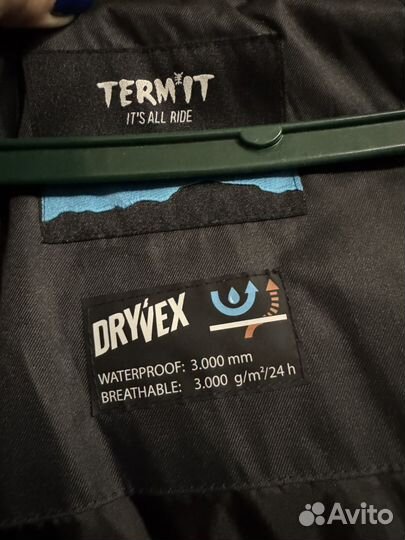 TERMIT
IT'S ALL RIDE
DRYVEX
WATERPROOF: 3.000 mm
BREATHABLE: 3.000 g/m²/24 h
Avito